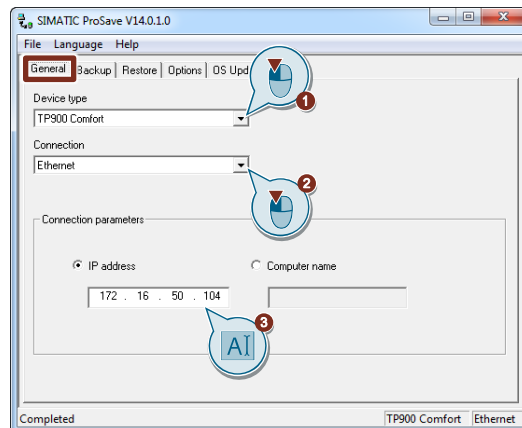 SIMATIC ProSave V14.0.1.0
File Language Help
General Backup Restore Options OS Upd
Device type
TP900 Comfort
1
Connection
Ethernet
2
Connection parameters
IP address Computer name
172 . 16 . 50 . 104
3
A
Completed TP900 Comfort Ethernet